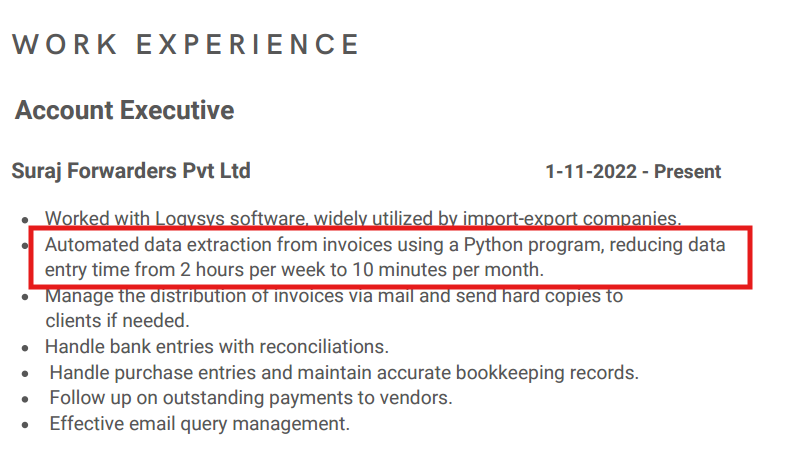 WORK EXPERIENCE
Account Executive
Suraj Forwarders Pvt Ltd 1-11-2022 - Present
• Worked with Logysys software, widely utilized by import-export companies.
• Automated data extraction from invoices using a Python program, reducing data
entry time from 2 hours per week to 10 minutes per month.
• Manage the distribution of invoices via mail and send hard copies to
clients if needed.
• Handle bank entries with reconciliations.
• Handle purchase entries and maintain accurate bookkeeping records.
• Follow up on outstanding payments to vendors.
• Effective email query management.